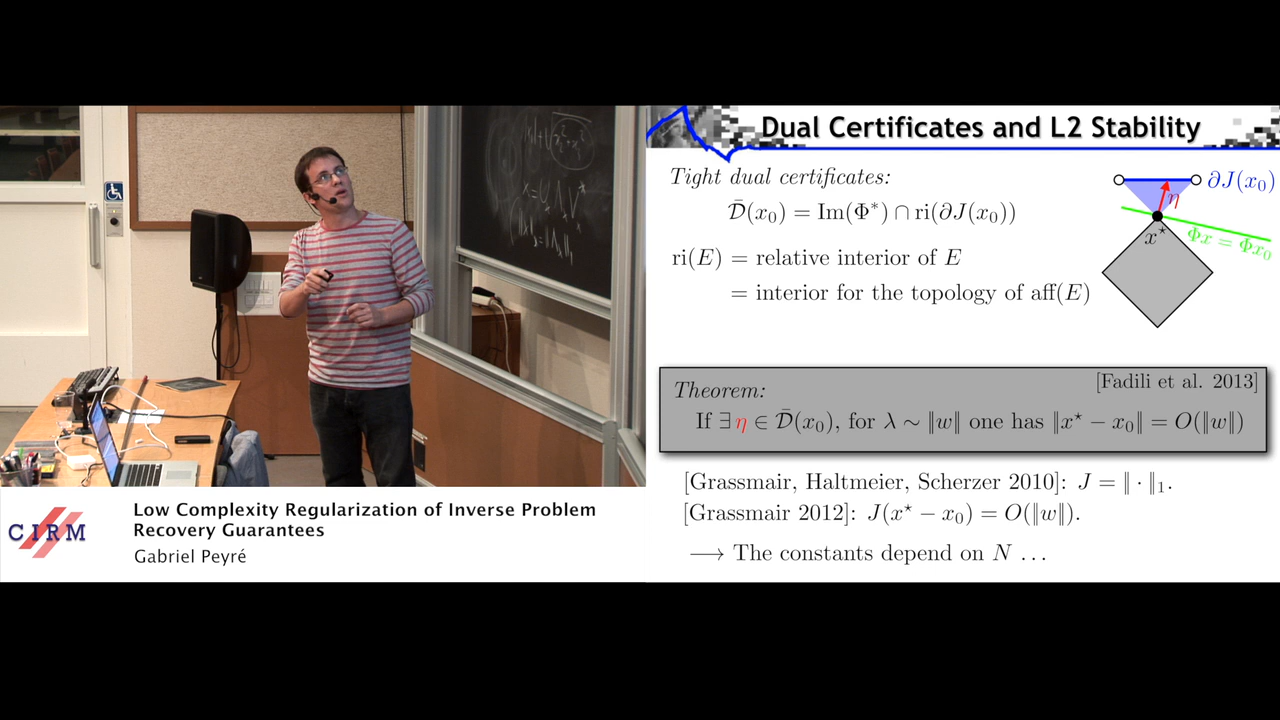 Dual Certificates and L2 Stability
Tight dual certificates:
𝒟̄(x₀) = Im(Φ*) ∩ ri(∂J(x₀))
ri(E) = relative interior of E
= interior for the topology of aff(E)
∂J(x₀)
η
x⋆
Φx = Φx₀
Theorem:
[Fadili et al. 2013]
If ∃ η ∈ 𝒟̄(x₀), for λ ∼ ‖w‖ one has ‖x⋆ − x₀‖ = O(‖w‖)
[Grassmair, Haltmeier, Scherzer 2010]: J = ‖ · ‖₁.
[Grassmair 2012]: J(x⋆ − x₀) = O(‖w‖).
⟶ The constants depend on N ...
CIRM
Low Complexity Regularization of Inverse Problem
Recovery Guarantees
Gabriel Peyré